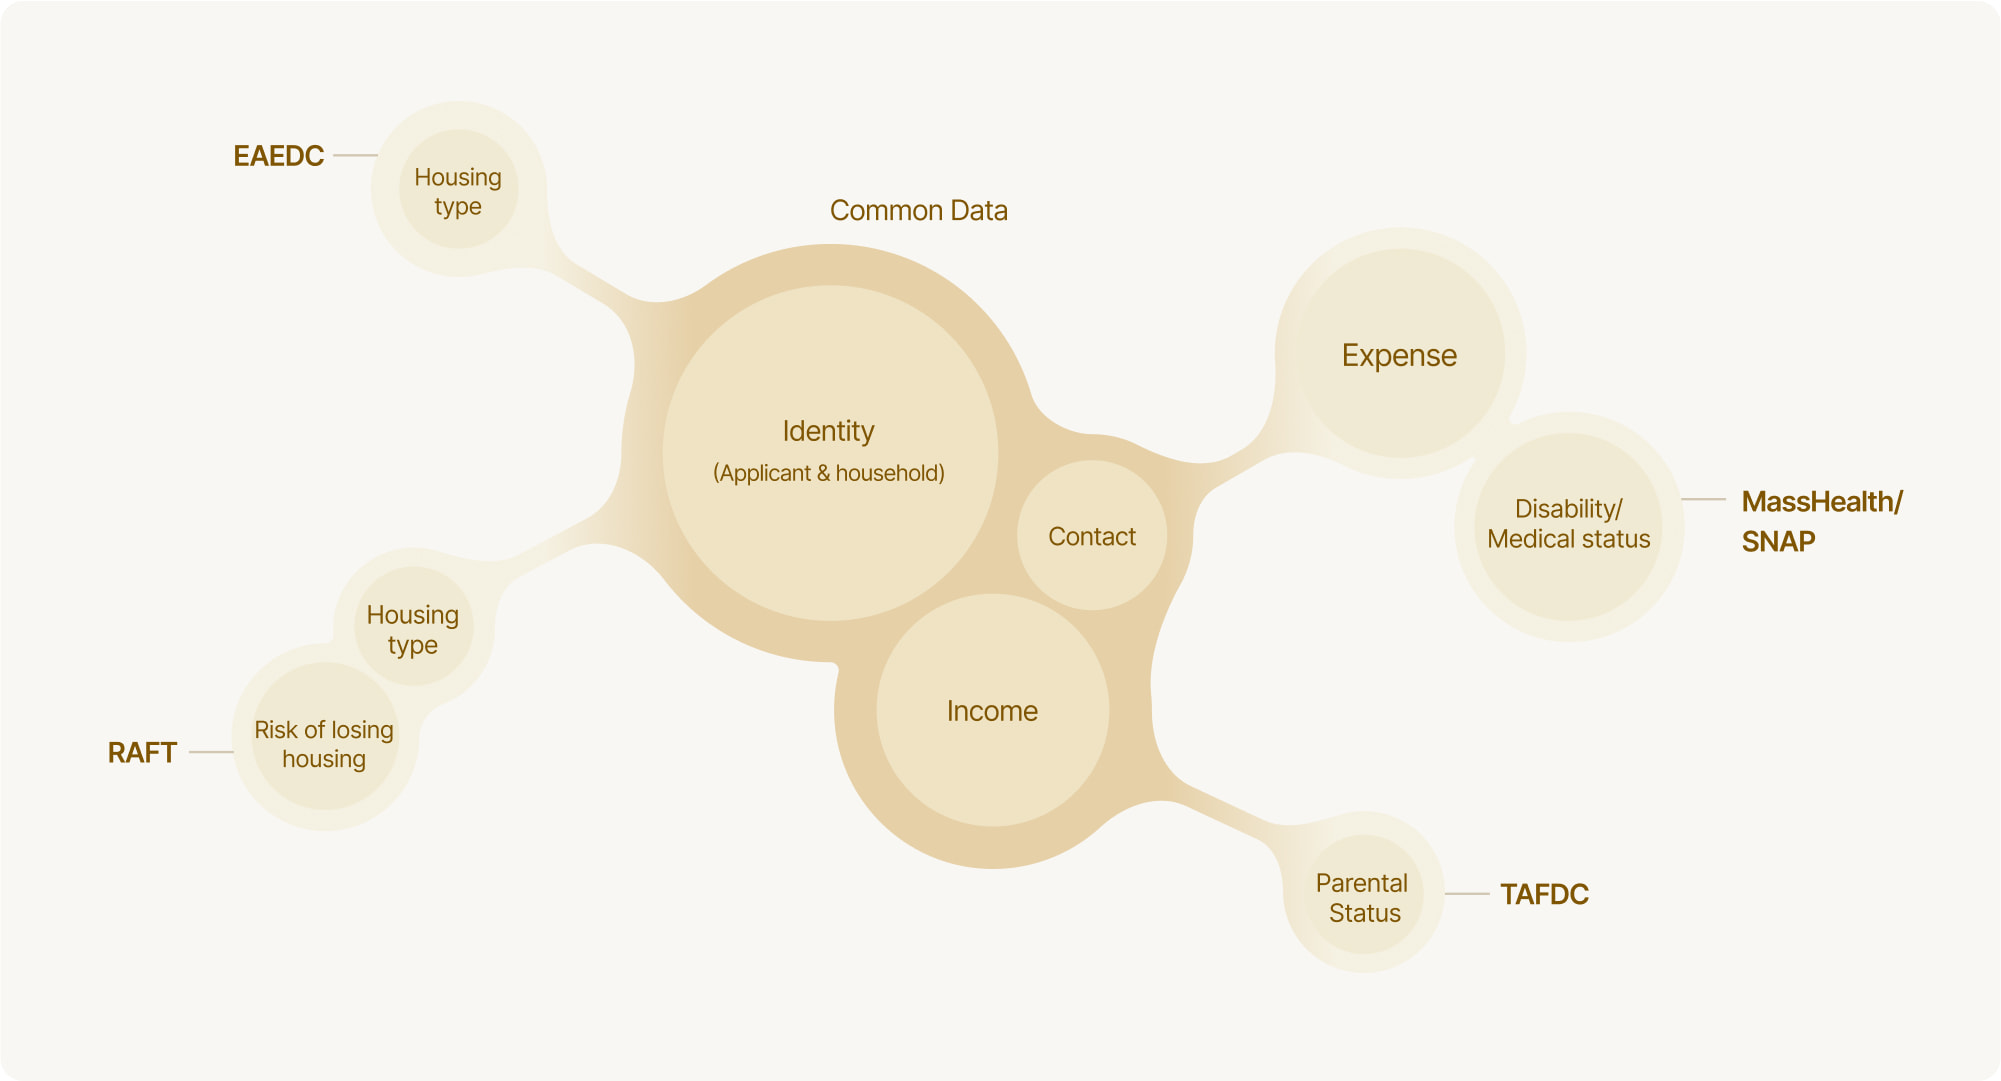 EAEDC
Housing
type
Common Data
Expense
Identity
(Applicant & household)
Contact
Disability/
Medical status
MassHealth/
SNAP
Housing
type
Risk of losing
housing
RAFT
Income
Parental
Status
TAFDC